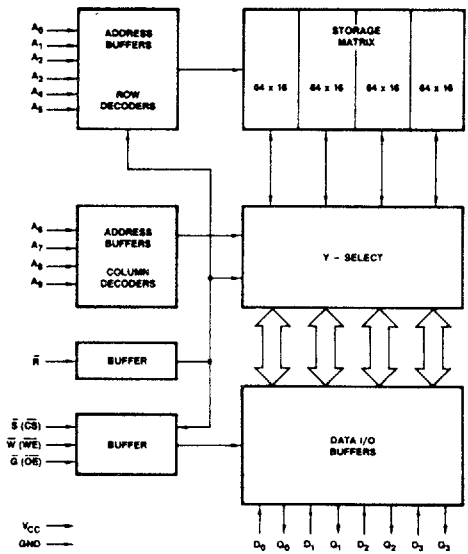 A0
A1
A2
A3
A4
A5
ADDRESS
BUFFERS
ROW
DECODERS
STORAGE
MATRIX
64 x 16
64 x 16
64 x 16
64 x 16
A6
A7
A8
A9
ADDRESS
BUFFERS
COLUMN
DECODERS
Y - SELECT
R̅
BUFFER
S̅ (C̅S̅)
W̅ (W̅E̅)
G̅ (O̅E̅)
BUFFER
DATA I/O
BUFFERS
VCC
GND
D0 Q0 D1 Q1 D2 Q2 D3 Q3